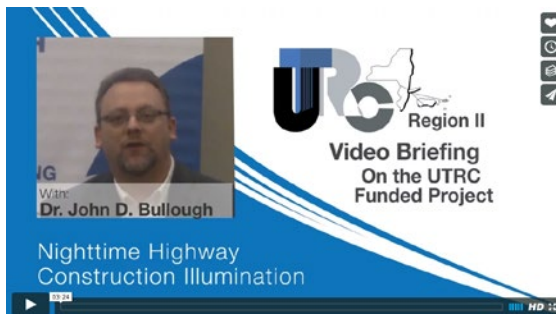 H
NG
With:
Dr. John D. Bullough
UTRC
Region II
Video Briefing
On the UTRC
Funded Project
Nighttime Highway
Construction Illumination
03:24
HD